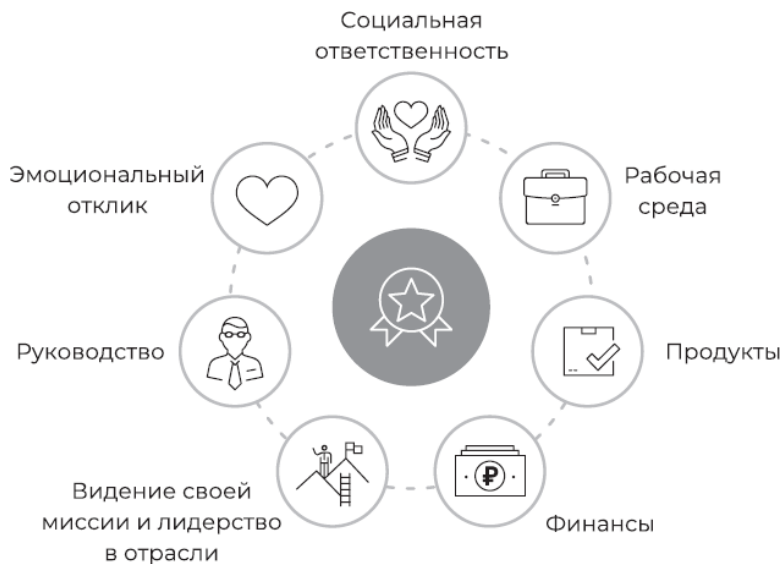 Социальная
ответственность
Эмоциональный
отклик
Рабочая
среда
Руководство
Продукты
Видение своей
миссии и лидерство
в отрасли
Финансы